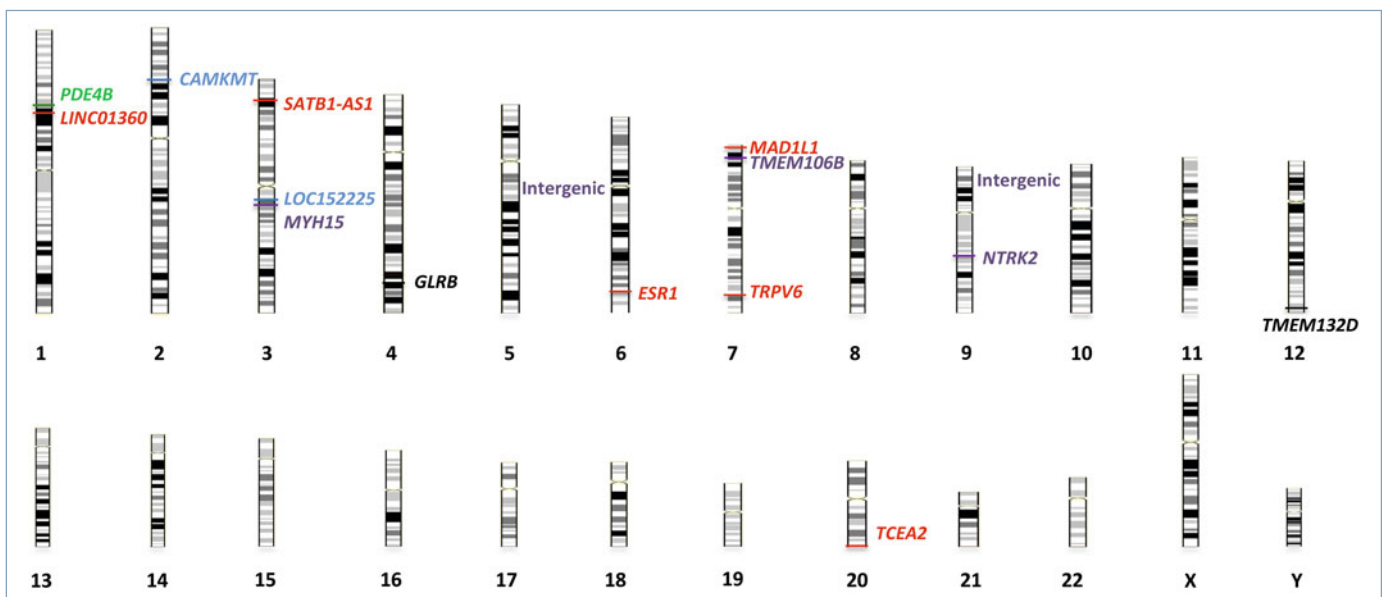 PDE4B
LINC01360
CAMKMT
SATB1-AS1
LOC152225
MYH15
GLRB
Intergenic
ESR1
MAD1L1
TMEM106B
TRPV6
Intergenic
NTRK2
TMEM132D
1 2 3 4 5 6 7 8 9 10 11 12
TCEA2
13 14 15 16 17 18 19 20 21 22 X Y